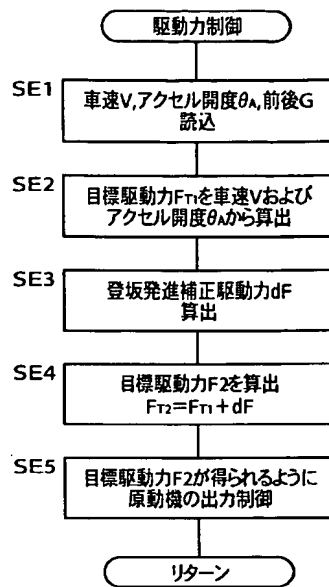 駆動力制御
SE1
車速V,アクセル開度θA,前後G
読込
SE2
目標駆動力FT1を車速Vおよび
アクセル開度θAから算出
SE3
登坂発進補正駆動力dF
算出
SE4
目標駆動力F2を算出
FT2=FT1+dF
SE5
目標駆動力F2が得られるように
原動機の出力制御
リターン